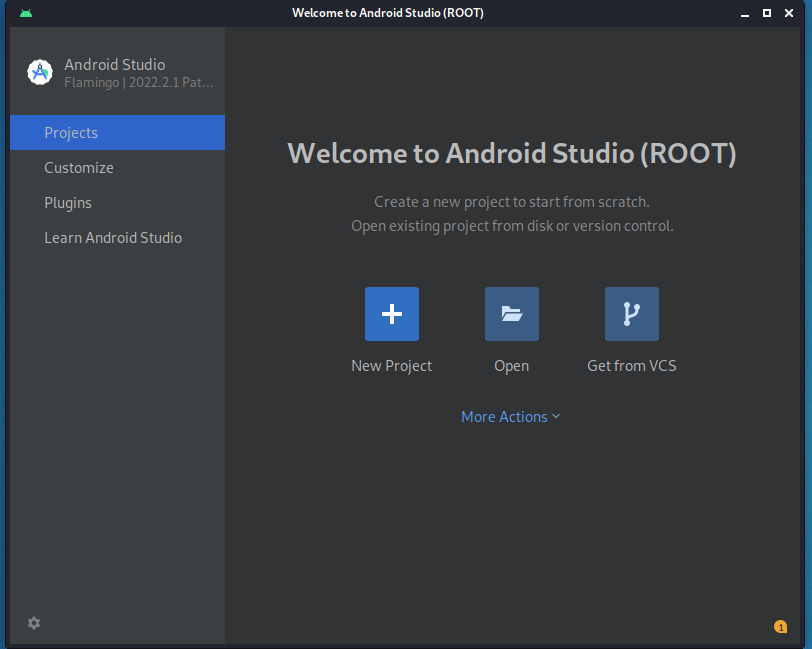 Welcome to Android Studio (ROOT)
Android Studio
Flamingo | 2022.2.1 Pat...
Projects
Customize
Plugins
Learn Android Studio
Welcome to Android Studio (ROOT)
Create a new project to start from scratch.
Open existing project from disk or version control.
New Project
Open
Get from VCS
More Actions
1